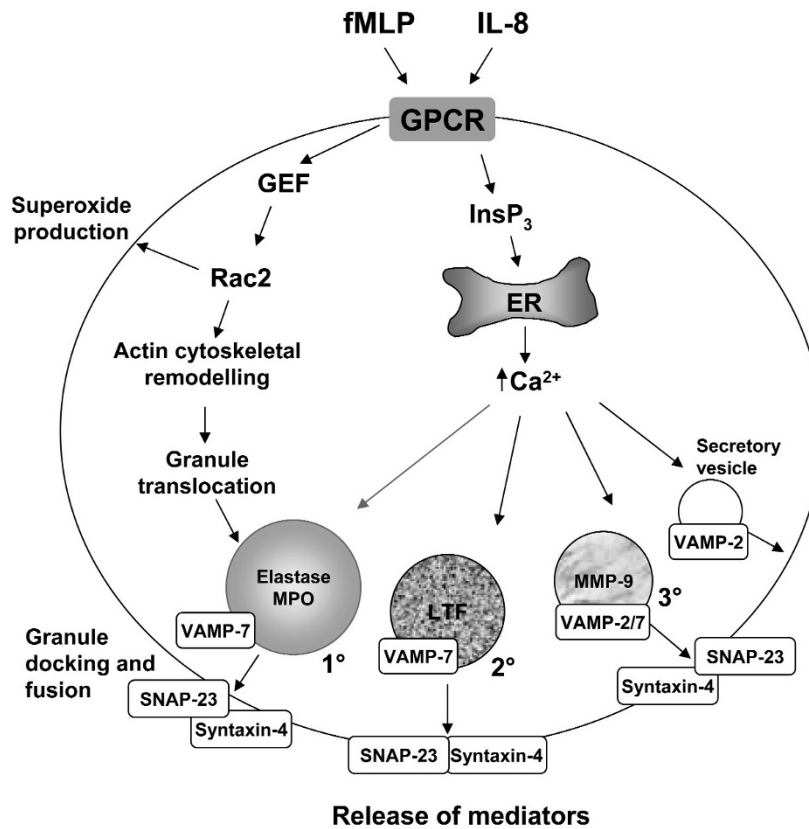 fMLP IL-8
GPCR
GEF
InsP₃
Superoxide
production
Rac2
ER
Actin cytoskeletal
remodelling
↑Ca²⁺
Granule
translocation
Secretory
vesicle
VAMP-2
Elastase
MPO
VAMP-7
1°
LTF
VAMP-7
2°
MMP-9
3°
VAMP-2/7
Granule
docking and
fusion
SNAP-23
Syntaxin-4
SNAP-23
Syntaxin-4
SNAP-23
Syntaxin-4
Release of mediators